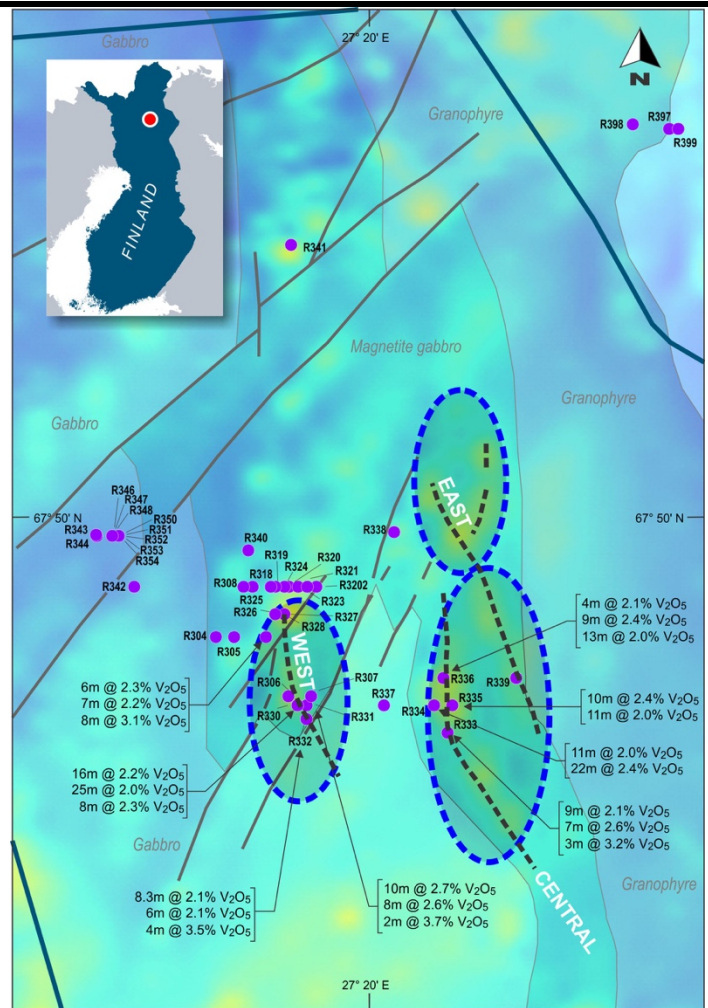 27° 20' E
Gabbro
N
Granophyre
R398
R397
R399
FINLAND
R341
Magnetite gabbro
Granophyre
Gabbro
EAST
R346
R347
R348
R350
R351
R352
R353
R354
R343
R344
67° 50' N
67° 50' N
R338
R340
R342
R319
R320
R324
R321
R308
R318
R3202
R325
R323
R326
R327
R328
R304
R305
WEST
4m @ 2.1% V₂O₅
9m @ 2.4% V₂O₅
13m @ 2.0% V₂O₅
6m @ 2.3% V₂O₅
7m @ 2.2% V₂O₅
8m @ 3.1% V₂O₅
R306
R307
R336
R339
R330
R331
R337
R334
R335
R333
R332
10m @ 2.4% V₂O₅
11m @ 2.0% V₂O₅
11m @ 2.0% V₂O₅
22m @ 2.4% V₂O₅
16m @ 2.2% V₂O₅
25m @ 2.0% V₂O₅
8m @ 2.3% V₂O₅
9m @ 2.1% V₂O₅
7m @ 2.6% V₂O₅
3m @ 3.2% V₂O₅
Gabbro
CENTRAL
Granophyre
8.3m @ 2.1% V₂O₅
6m @ 2.1% V₂O₅
4m @ 3.5% V₂O₅
10m @ 2.7% V₂O₅
8m @ 2.6% V₂O₅
2m @ 3.7% V₂O₅
27° 20' E